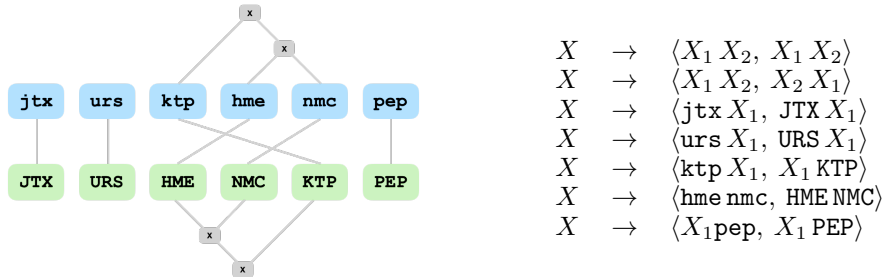 x
x
jtx urs ktp hme nmc pep
JTX URS HME NMC KTP PEP
x
x
X → ⟨X₁ X₂, X₁ X₂⟩
X → ⟨X₁ X₂, X₂ X₁⟩
X → ⟨jtx X₁, JTX X₁⟩
X → ⟨urs X₁, URS X₁⟩
X → ⟨ktp X₁, X₁ KTP⟩
X → ⟨hme nmc, HME NMC⟩
X → ⟨X₁pep, X₁ PEP⟩